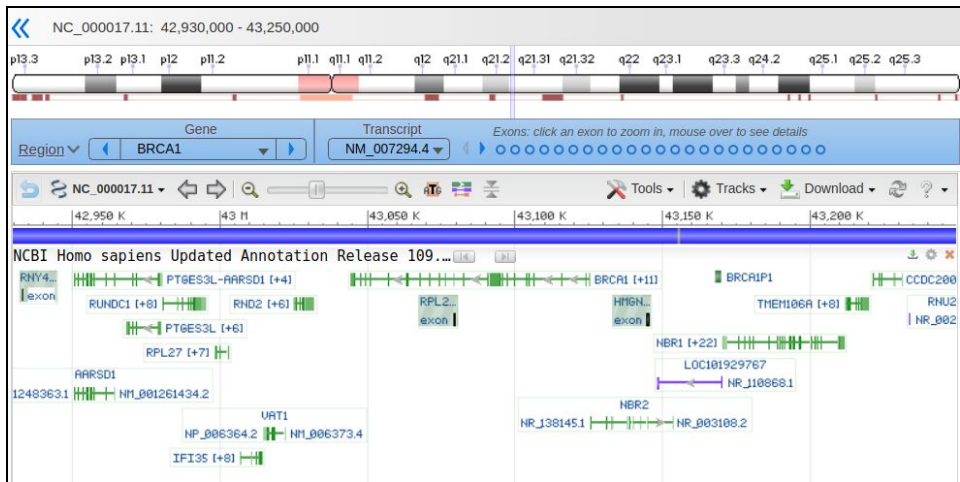 NC_000017.11: 42,930,000 - 43,250,000
p13.3 p13.2 p13.1 p12 p11.2 p11.1 q11.1 q11.2 q12 q21.1 q21.2 q21.31 q21.32 q22 q23.1 q23.3 q24.2 q25.1 q25.2 q25.3
Gene Transcript Exons: click an exon to zoom in, mouse over to see details
Region BRCA1 NM_007294.4
NC_000017.11 ATG Tools Tracks Download ?
42,950 K 43 M 43,050 K 43,100 K 43,150 K 43,200 K
NCBI Homo sapiens Updated Annotation Release 109.…
RNY4… PTGES3L-AARSD1 [+4] BRCA1 [+11] BRCA1P1 CCDC200
exon
RUNDC1 [+8] RND2 [+6] RPL2… HMGN… TMEM106A [+8] RNU2
exon exon NR_002
PTGES3L [+6]
NBR1 [+22]
RPL27 [+7]
LOC101929767
AARSD1
NR_110868.1
1248363.1 NM_001261434.2
NBR2
VAT1
NR_138145.1 NR_003108.2
NP_006364.2 NM_006373.4
IFI35 [+8]